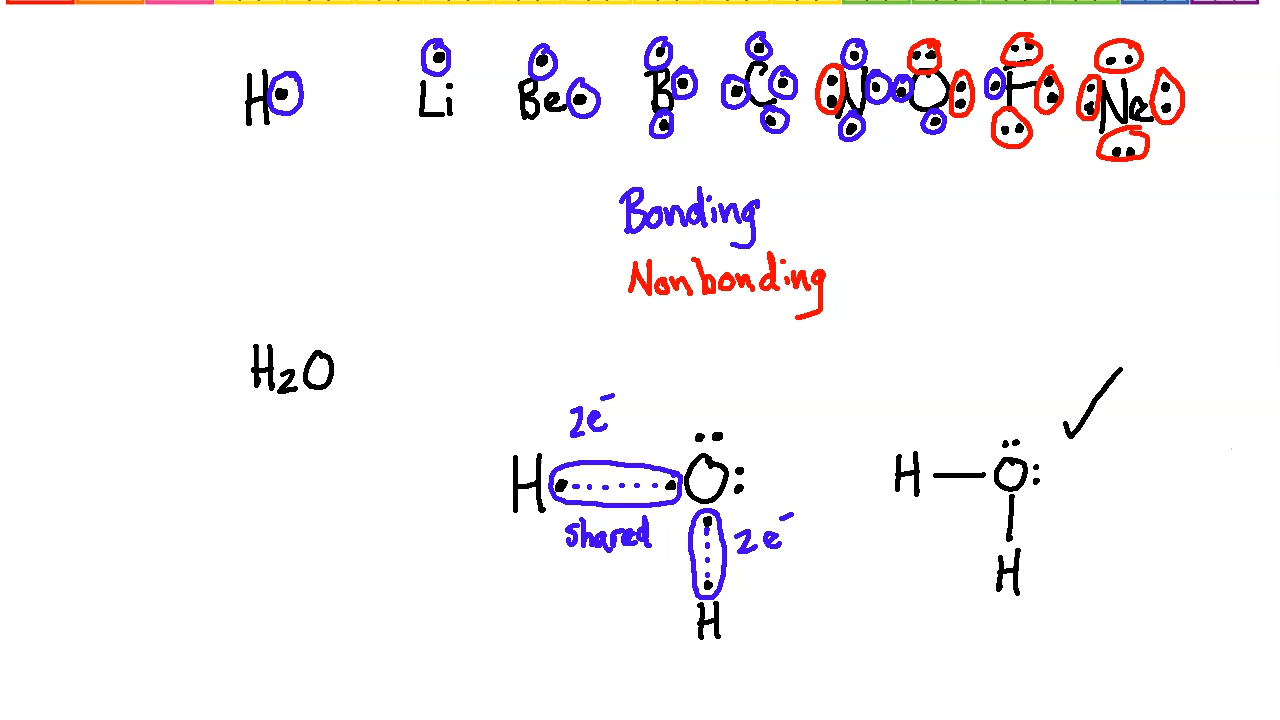 H Li Be B C N O F Ne
Bonding
Nonbonding
H₂O
2e⁻
H O
shared 2e⁻
H
H — O
H